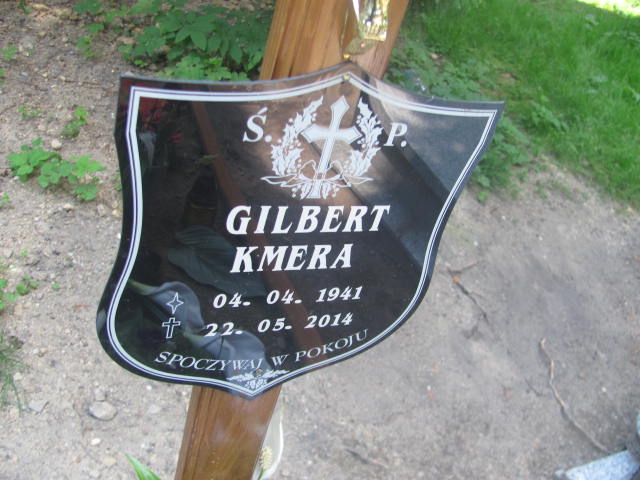 Ś. P.
GILBERT
KMERA
04. 04. 1941
22. 05. 2014
SPOCZYWAJ W POKOJU